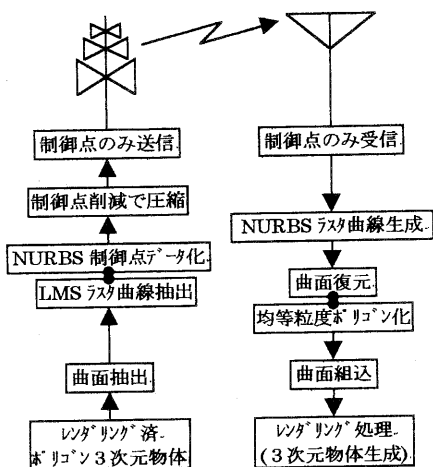 制御点のみ送信
制御点削減で圧縮
NURBS 制御点ﾃﾞｰﾀ化
LMS ﾗｽﾀ曲線抽出
曲面抽出
ﾚﾝﾀﾞﾘﾝｸﾞ済
ﾎﾟﾘｺﾞﾝ3次元物体
制御点のみ受信
NURBS ﾗｽﾀ曲線生成
曲面復元
均等粒度ﾎﾟﾘｺﾞﾝ化
曲面組込
ﾚﾝﾀﾞﾘﾝｸﾞ処理
(3次元物体生成)